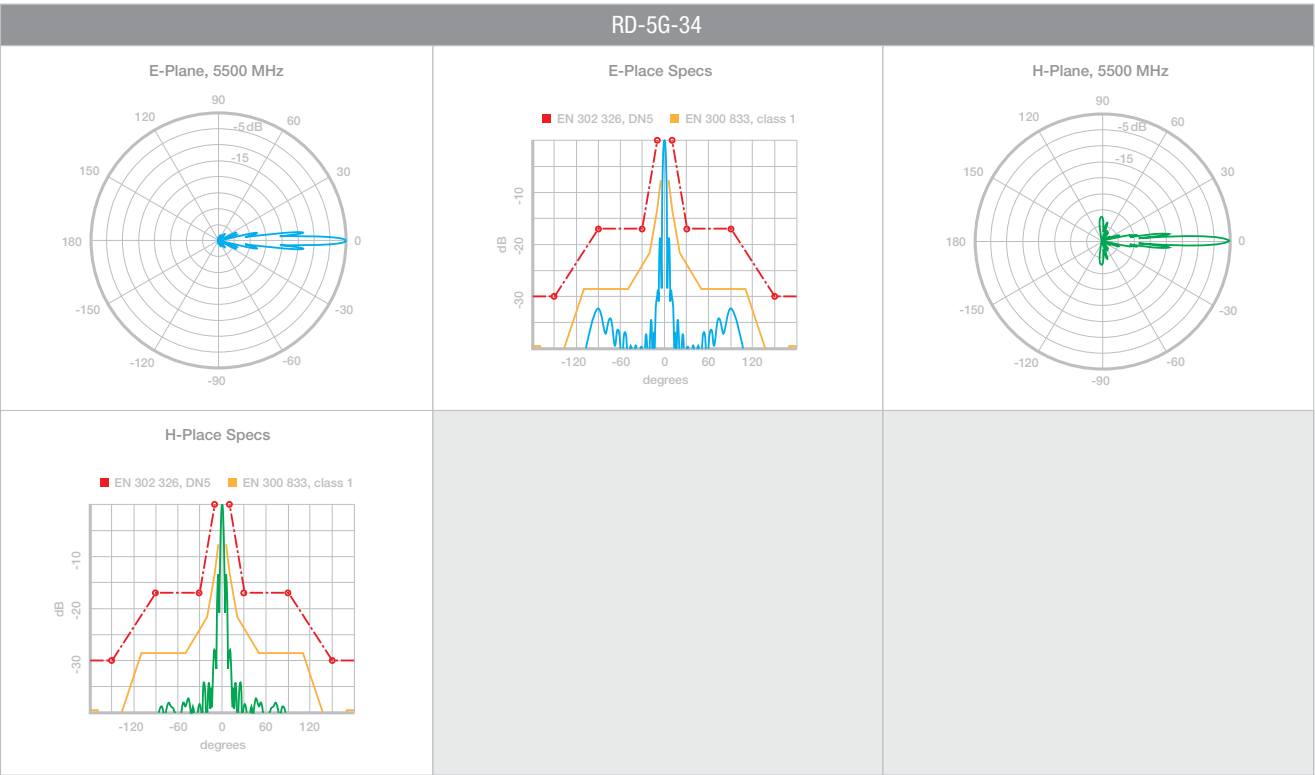 RD-5G-34
E-Plane, 5500 MHz
90
120
60
-5 dB
-15
150
30
180
0
-150
-30
-120
-60
-90
E-Place Specs
EN 302 326, DN5
EN 300 833, class 1
-10
-20
-30
dB
-120
-60
0
60
120
degrees
H-Plane, 5500 MHz
90
120
60
-5 dB
-15
150
30
180
0
-150
-30
-120
-60
-90
H-Place Specs
EN 302 326, DN5
EN 300 833, class 1
-10
-20
-30
dB
-120
-60
0
60
120
degrees